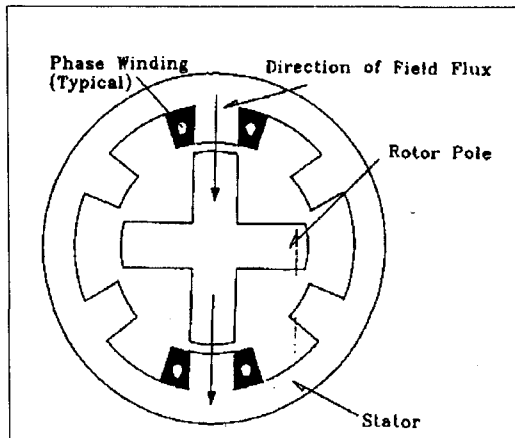 Phase Winding
(Typical)
Direction of Field Flux
Rotor Pole
Stator